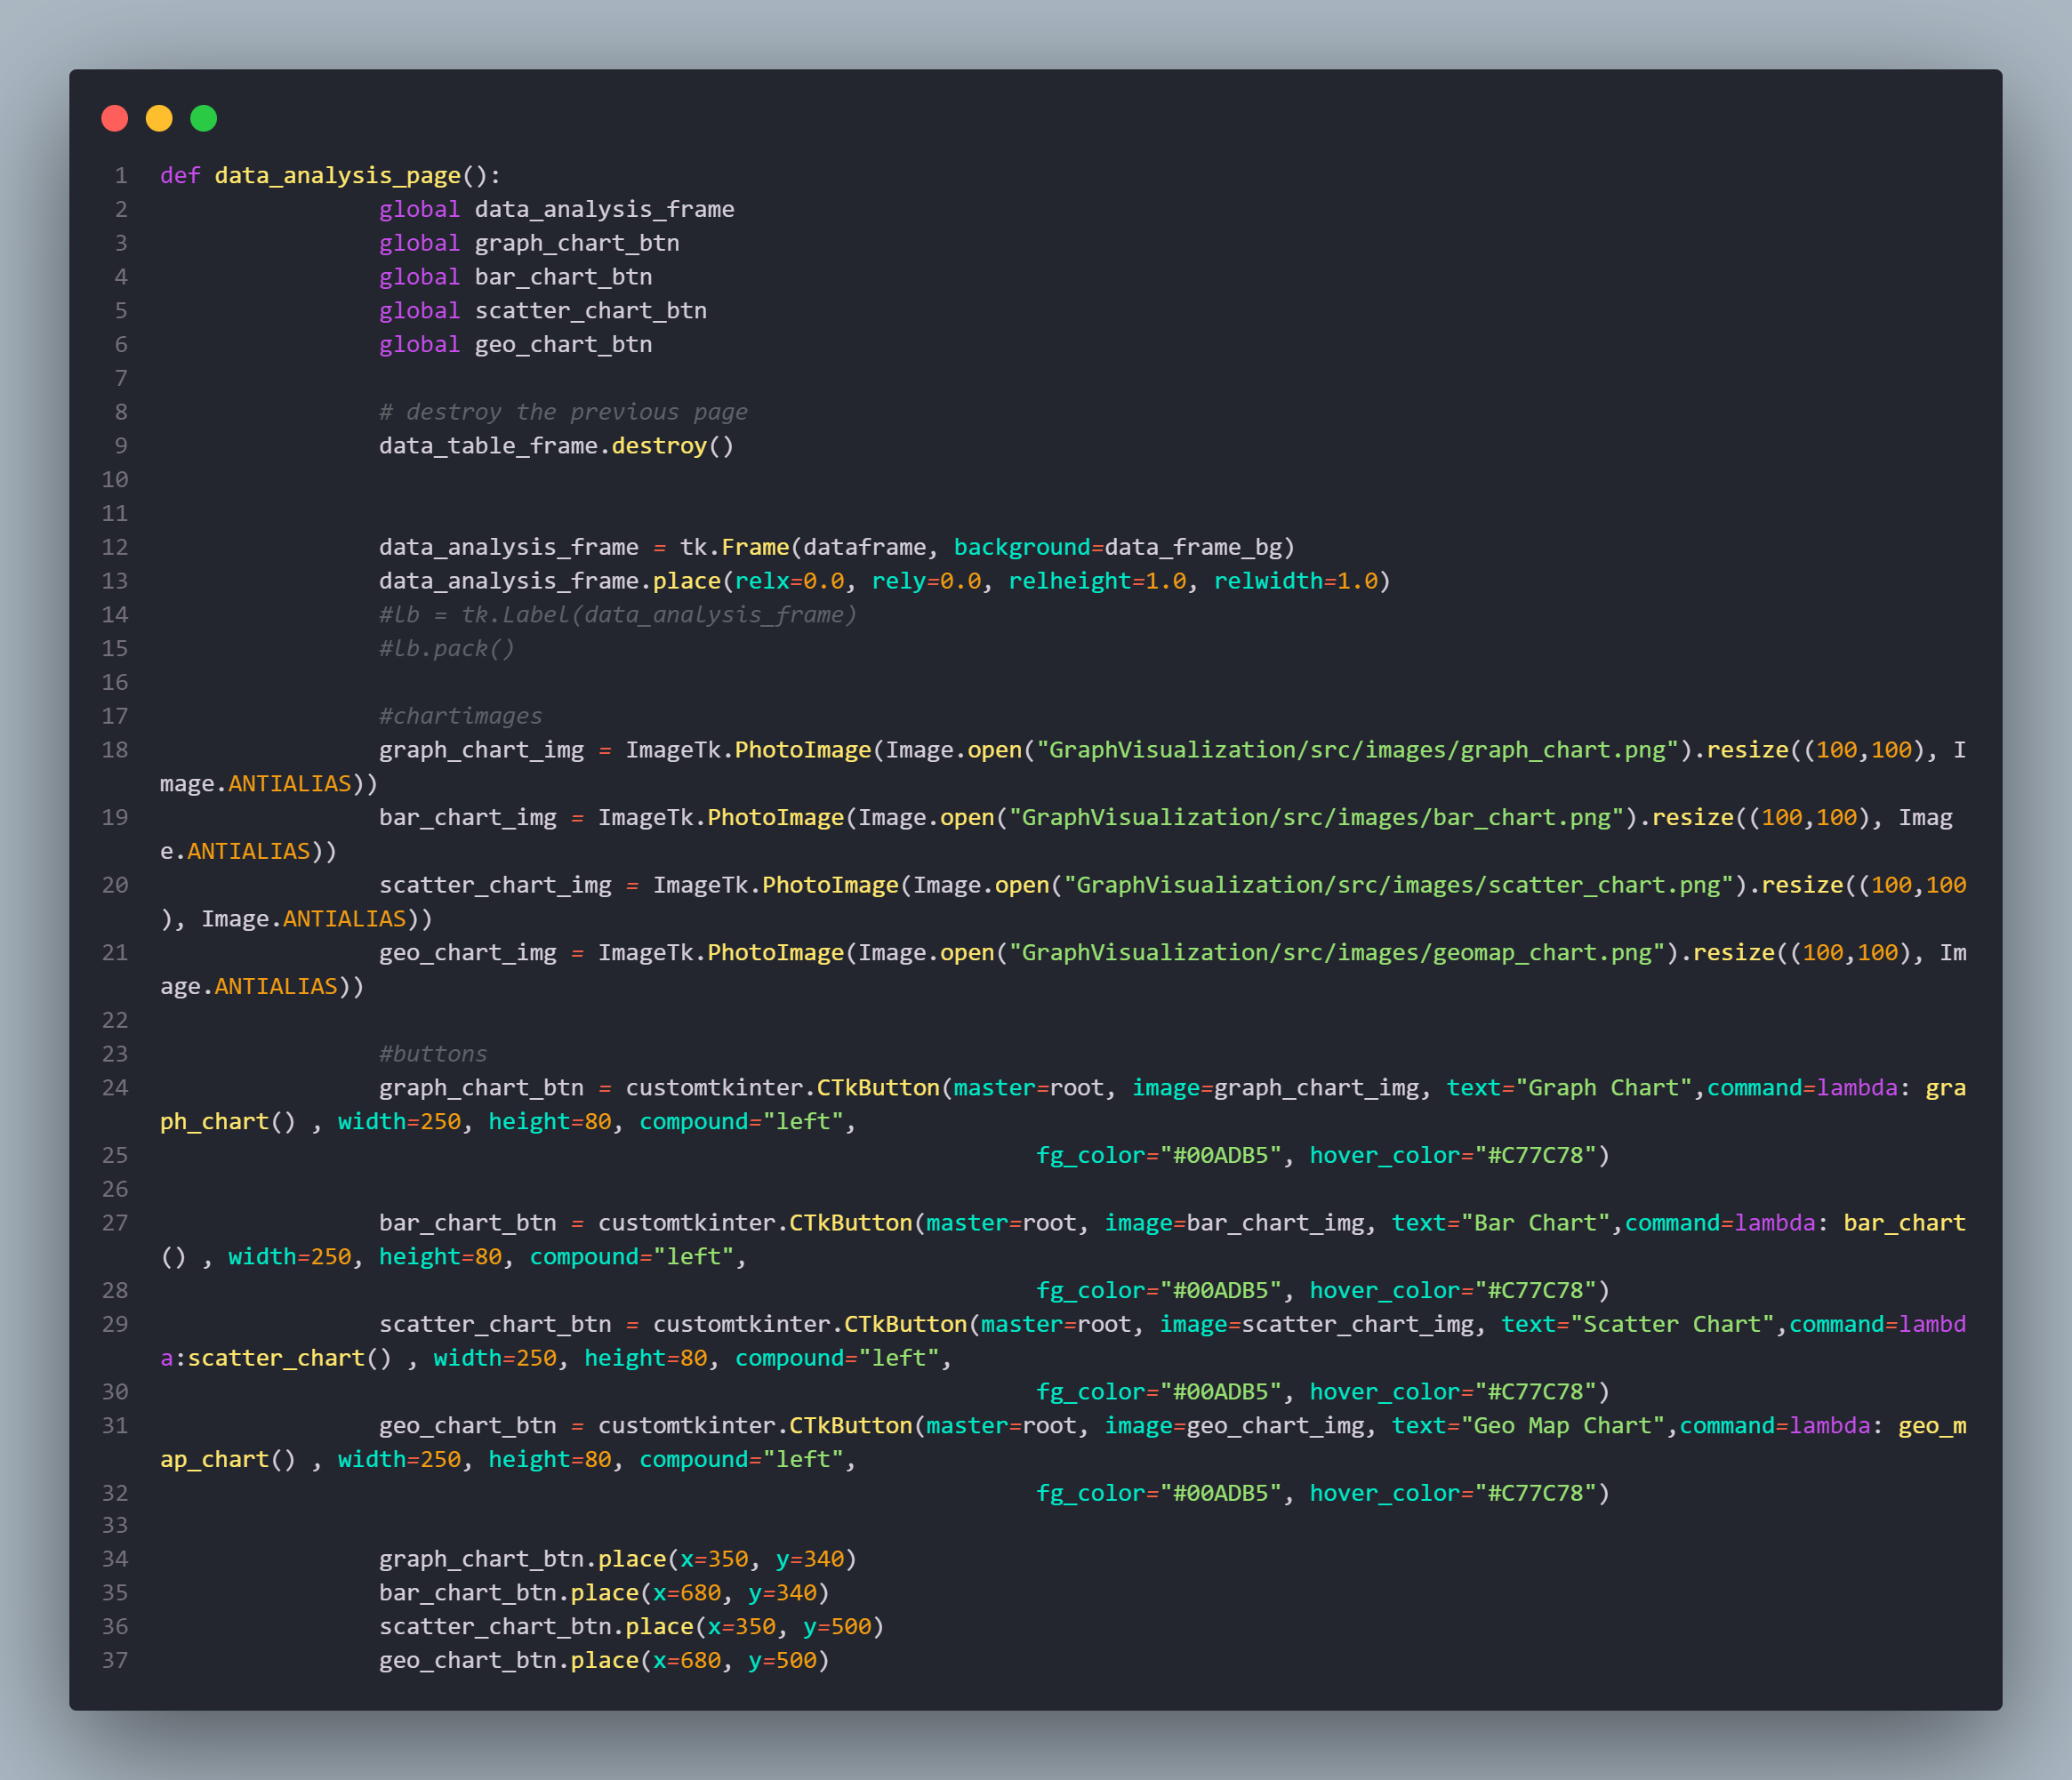 1 def data_analysis_page():
2 global data_analysis_frame
3 global graph_chart_btn
4 global bar_chart_btn
5 global scatter_chart_btn
6 global geo_chart_btn
7
8 # destroy the previous page
9 data_table_frame.destroy()
10
11
12 data_analysis_frame = tk.Frame(dataframe, background=data_frame_bg)
13 data_analysis_frame.place(relx=0.0, rely=0.0, relheight=1.0, relwidth=1.0)
14 #lb = tk.Label(data_analysis_frame)
15 #lb.pack()
16
17 #chartimages
18 graph_chart_img = ImageTk.PhotoImage(Image.open("GraphVisualization/src/images/graph_chart.png").resize((100,100), I
mage.ANTIALIAS))
19 bar_chart_img = ImageTk.PhotoImage(Image.open("GraphVisualization/src/images/bar_chart.png").resize((100,100), Imag
e.ANTIALIAS))
20 scatter_chart_img = ImageTk.PhotoImage(Image.open("GraphVisualization/src/images/scatter_chart.png").resize((100,100
), Image.ANTIALIAS))
21 geo_chart_img = ImageTk.PhotoImage(Image.open("GraphVisualization/src/images/geomap_chart.png").resize((100,100), Im
age.ANTIALIAS))
22
23 #buttons
24 graph_chart_btn = customtkinter.CTkButton(master=root, image=graph_chart_img, text="Graph Chart",command=lambda: gra
ph_chart() , width=250, height=80, compound="left",
25 fg_color="#00ADB5", hover_color="#C77C78")
26
27 bar_chart_btn = customtkinter.CTkButton(master=root, image=bar_chart_img, text="Bar Chart",command=lambda: bar_chart
() , width=250, height=80, compound="left",
28 fg_color="#00ADB5", hover_color="#C77C78")
29 scatter_chart_btn = customtkinter.CTkButton(master=root, image=scatter_chart_img, text="Scatter Chart",command=lambd
a:scatter_chart() , width=250, height=80, compound="left",
30 fg_color="#00ADB5", hover_color="#C77C78")
31 geo_chart_btn = customtkinter.CTkButton(master=root, image=geo_chart_img, text="Geo Map Chart",command=lambda: geo_m
ap_chart() , width=250, height=80, compound="left",
32 fg_color="#00ADB5", hover_color="#C77C78")
33
34 graph_chart_btn.place(x=350, y=340)
35 bar_chart_btn.place(x=680, y=340)
36 scatter_chart_btn.place(x=350, y=500)
37 geo_chart_btn.place(x=680, y=500)